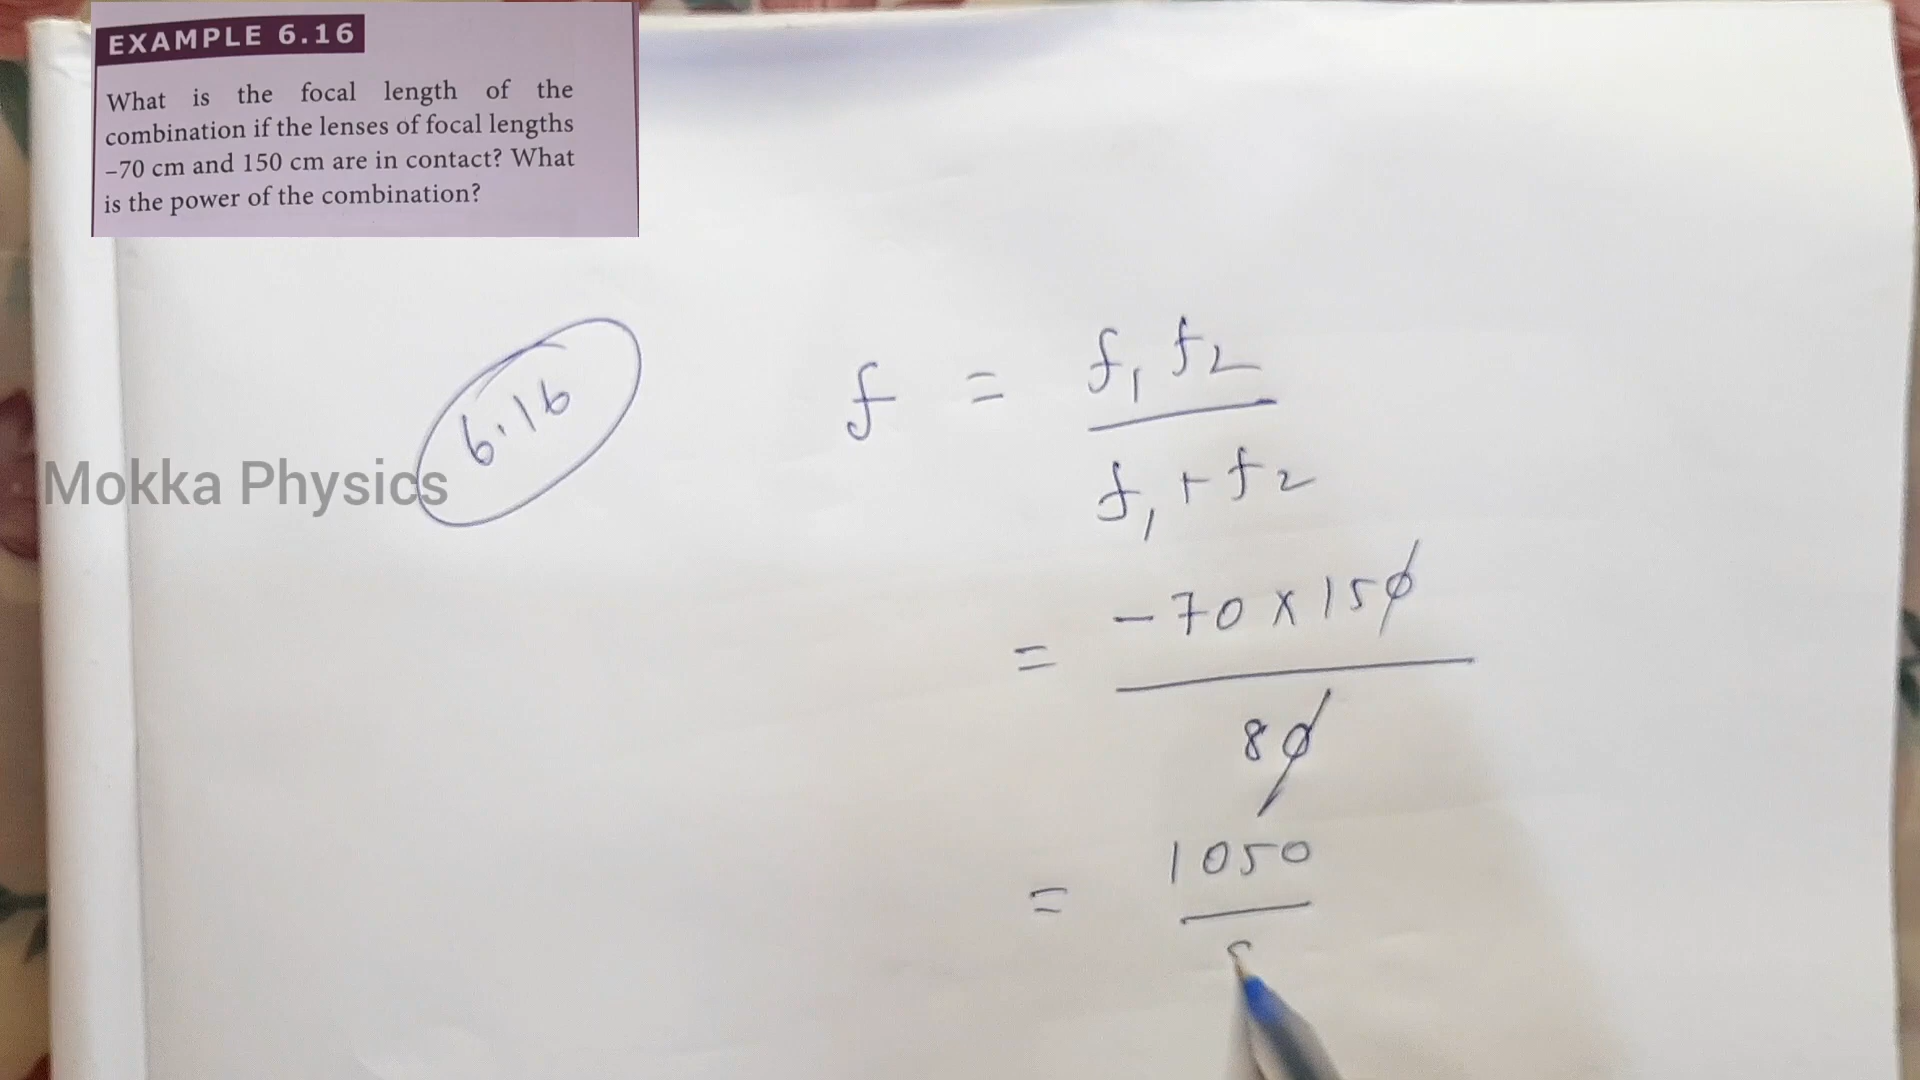 EXAMPLE 6.16
What is the focal length of the
combination if the lenses of focal lengths
–70 cm and 150 cm are in contact? What
is the power of the combination?
6.16
Mokka Physics
f = f₁ f₂
f₁ + f₂
= -70 x 150
80
= 1050